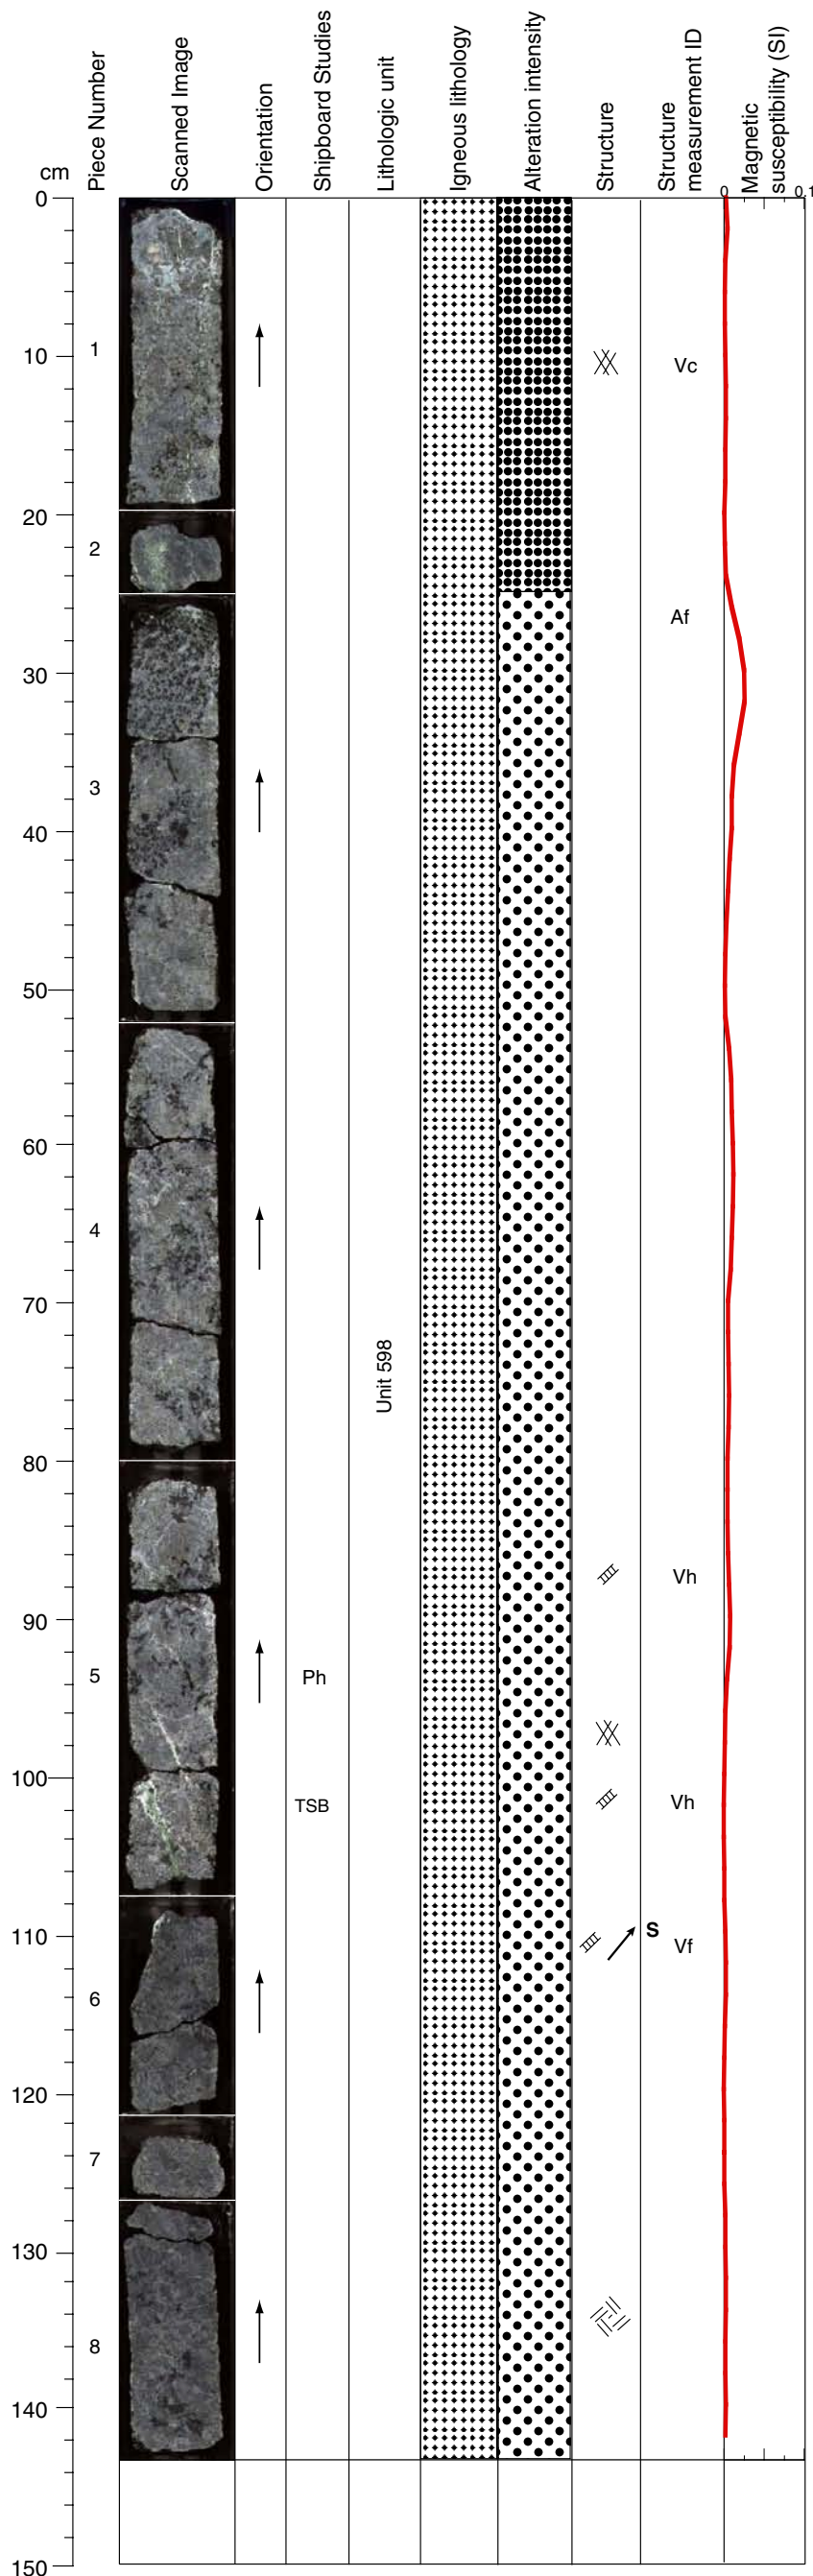 cm
Piece Number
Scanned Image
Orientation
Shipboard Studies
Lithologic unit
Igneous lithology
Alteration intensity
Structure
Structure
measurement ID
Magnetic
susceptibility (SI)
0 0.1
0
1
10
Vc
20
2
Af
30
3
40
50
60
4
70
Unit 598
80
Vh
90
5
Ph
100
TSB
Vh
110
S
Vf
6
120
7
130
8
140
150